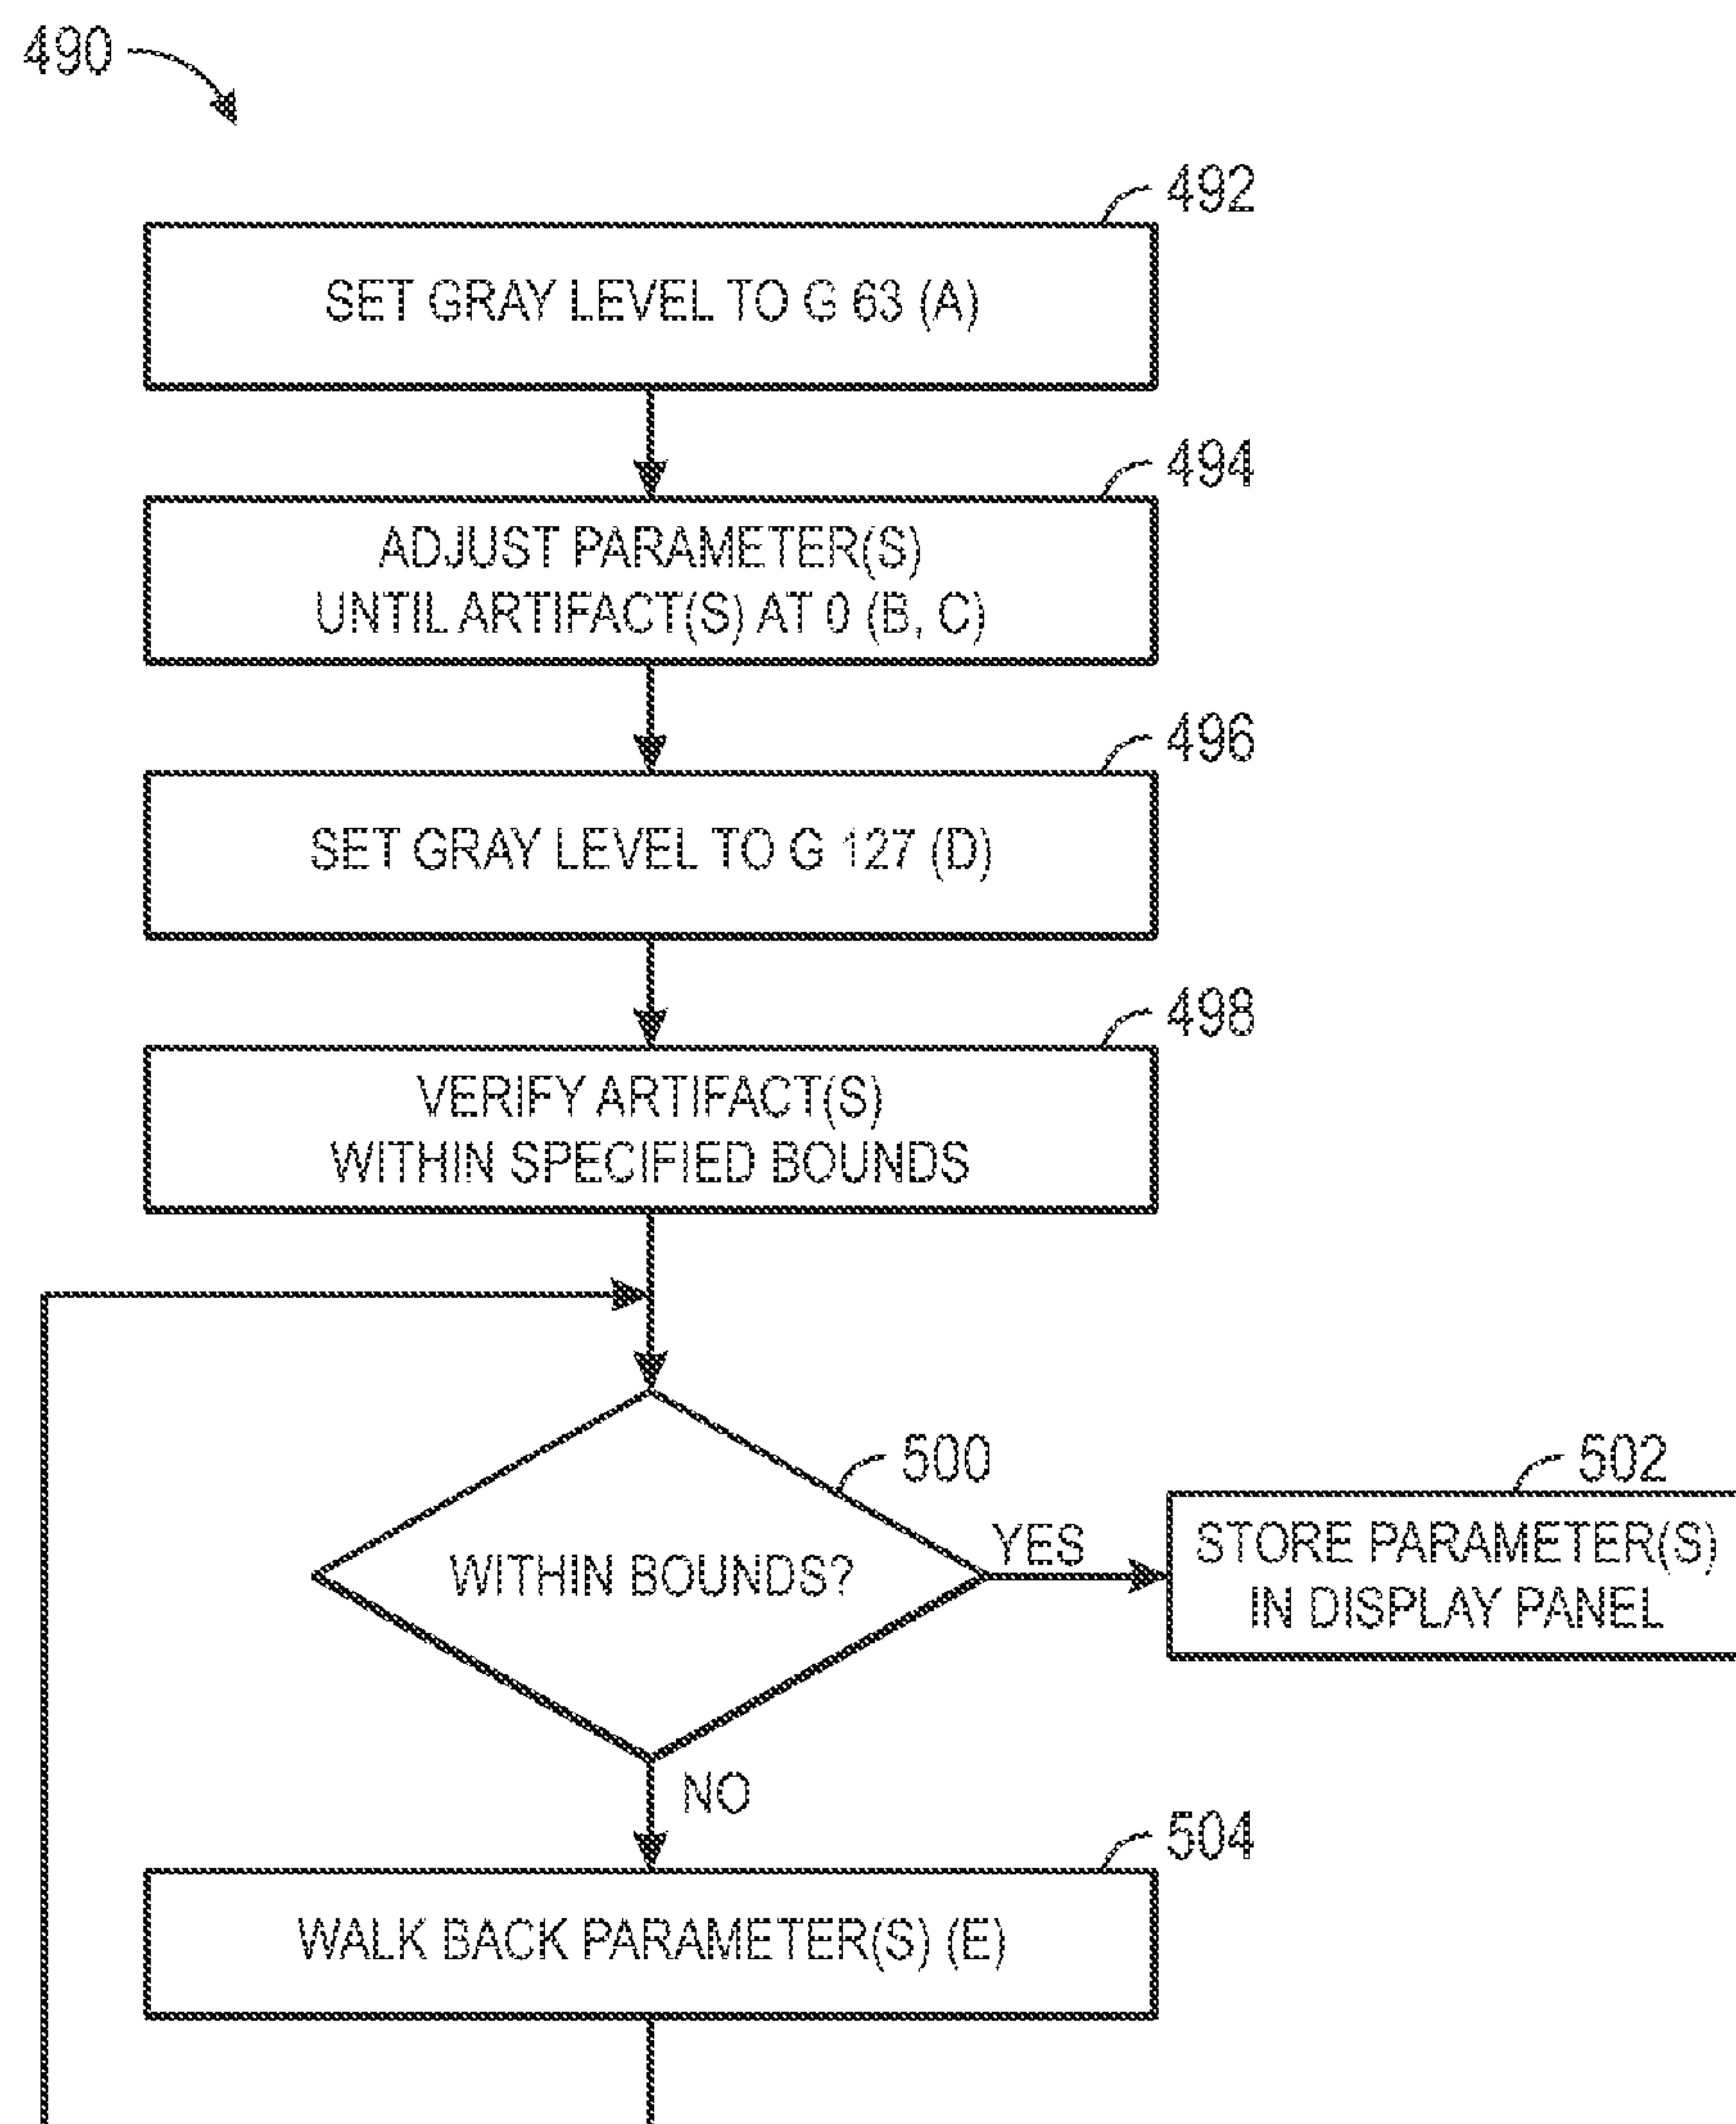 490
492
SET GRAY LEVEL TO G 63 (A)
494
ADJUST PARAMETER(S)
UNTIL ARTIFACT(S) AT 0 (B, C)
496
SET GRAY LEVEL TO G 127 (D)
498
VERIFY ARTIFACT(S)
WITHIN SPECIFIED BOUNDS
500
WITHIN BOUNDS?
YES
502
STORE PARAMETER(S)
IN DISPLAY PANEL
NO
504
WALK BACK PARAMETER(S) (E)